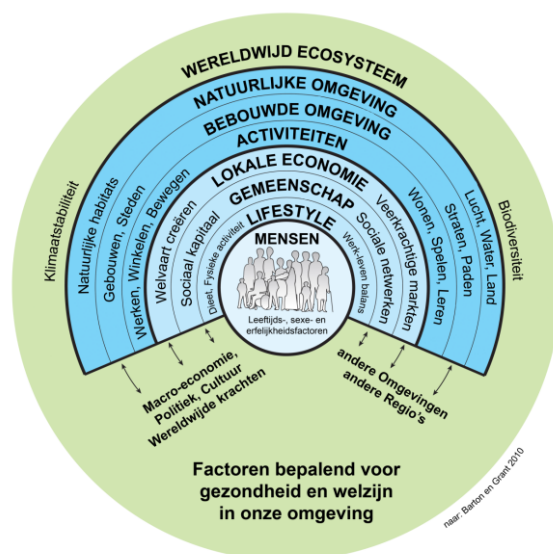 WERELDWIJD ECOSYSTEEM
Klimaatstabiliteit
Biodiversiteit
NATUURLIJKE OMGEVING
Natuurlijke habitats
Lucht, Water, Land
BEBOUWDE OMGEVING
Gebouwen, Steden
Straten, Paden
ACTIVITEITEN
Werken, Winkelen, Bewegen
Wonen, Spelen, Leren
LOKALE ECONOMIE
Welvaart creëren
Veerkrachtige markten
GEMEENSCHAP
Sociaal kapitaal
Sociale netwerken
LIFESTYLE
Dieet, Fysieke activiteit
Werk-leven balans
MENSEN
Leeftijds-, sexe- en
erfelijkheidsfactoren
Macro-economie,
Politiek, Cultuur
Wereldwijde krachten
andere Omgevingen
andere Regio's
Factoren bepalend voor
gezondheid en welzijn
in onze omgeving
naar: Barton en Grant 2010